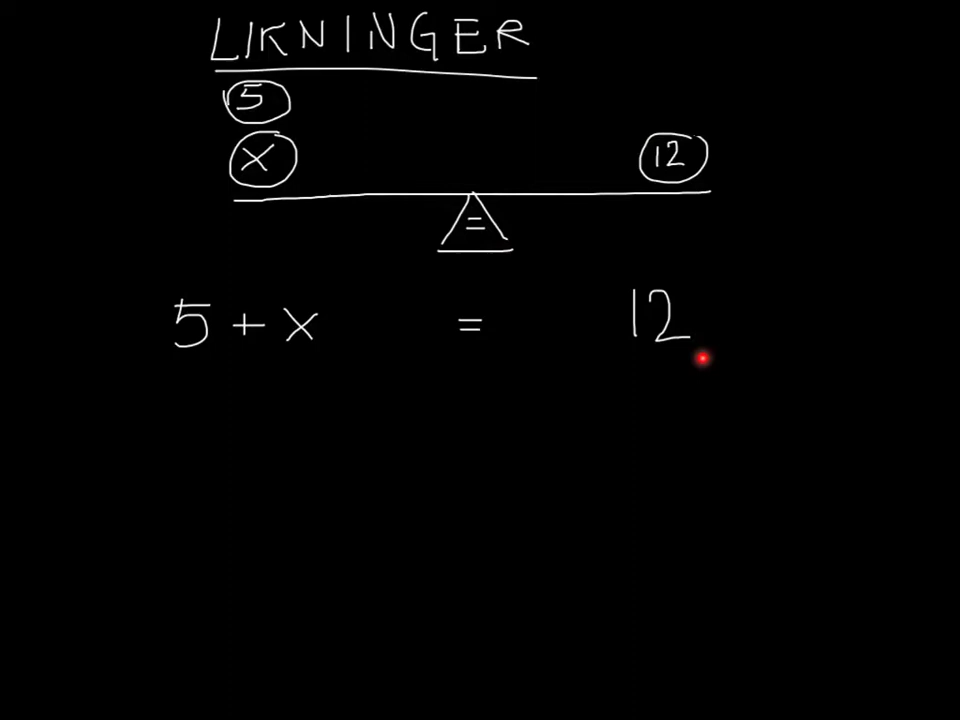 LIKNINGER
5
x 12
=
5 + x = 12